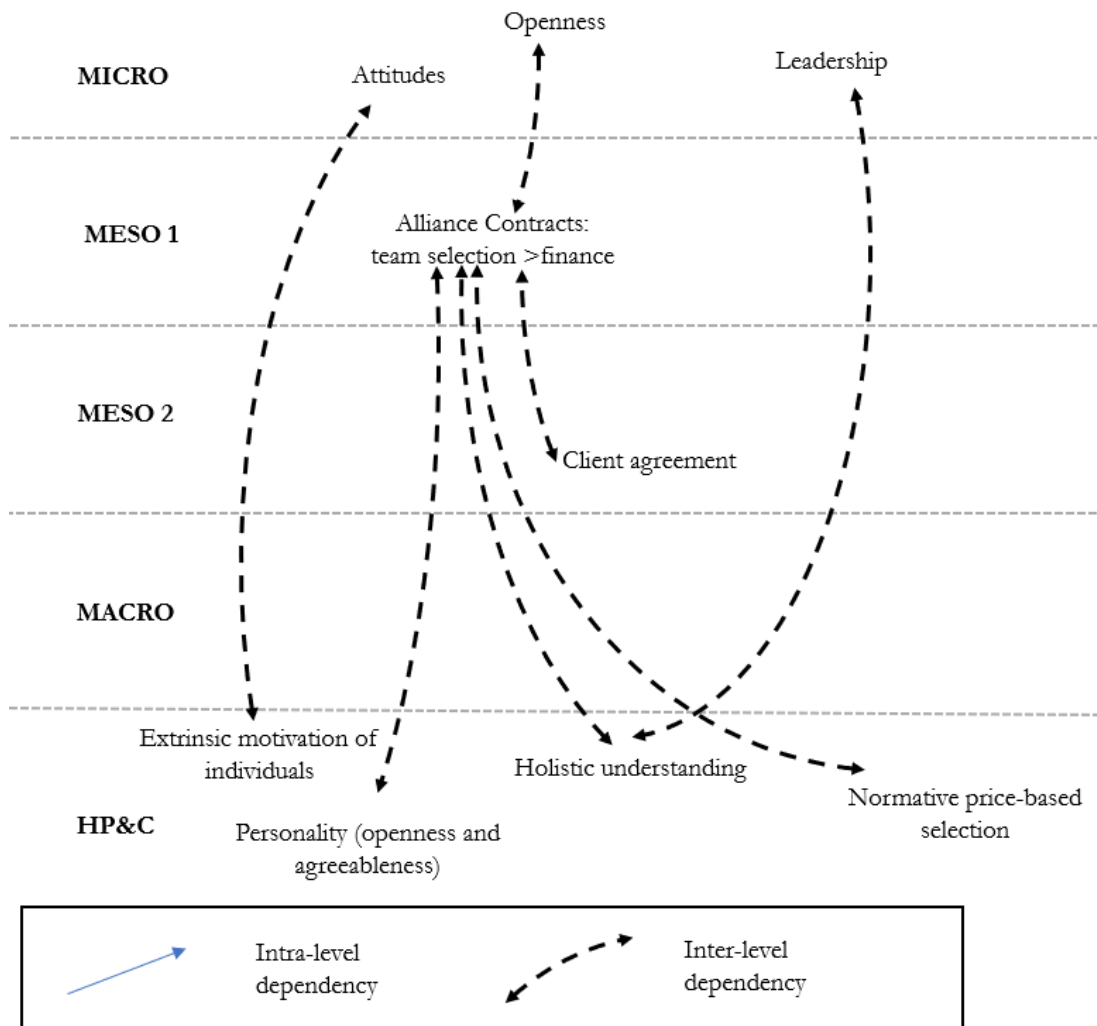 Openness
MICRO
Attitudes
Leadership
MESO 1
Alliance Contracts:
team selection >finance
MESO 2
Client agreement
MACRO
Extrinsic motivation of
individuals
Holistic understanding
Normative price-based
selection
HP&C
Personality (openness and
agreeableness)
Intra-level
dependency
Inter-level
dependency